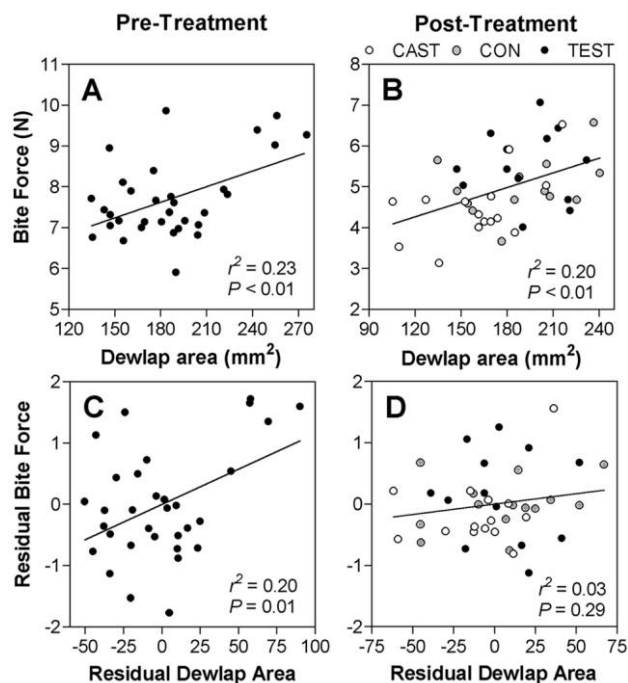 Pre-Treatment
Post-Treatment
CAST CON TEST
A
Bite Force (N)
11
10
9
8
7
6
5
120 150 180 210 240 270
Dewlap area (mm²)
r² = 0.23
P < 0.01
B
8
7
6
5
4
3
2
90 120 150 180 210 240
Dewlap area (mm²)
r² = 0.20
P < 0.01
C
Residual Bite Force
2
1
0
-1
-2
-50 -25 0 25 50 75 100
Residual Dewlap Area
r² = 0.20
P = 0.01
D
2
1
0
-1
-2
-75 -50 -25 0 25 50 75
Residual Dewlap Area
r² = 0.03
P = 0.29